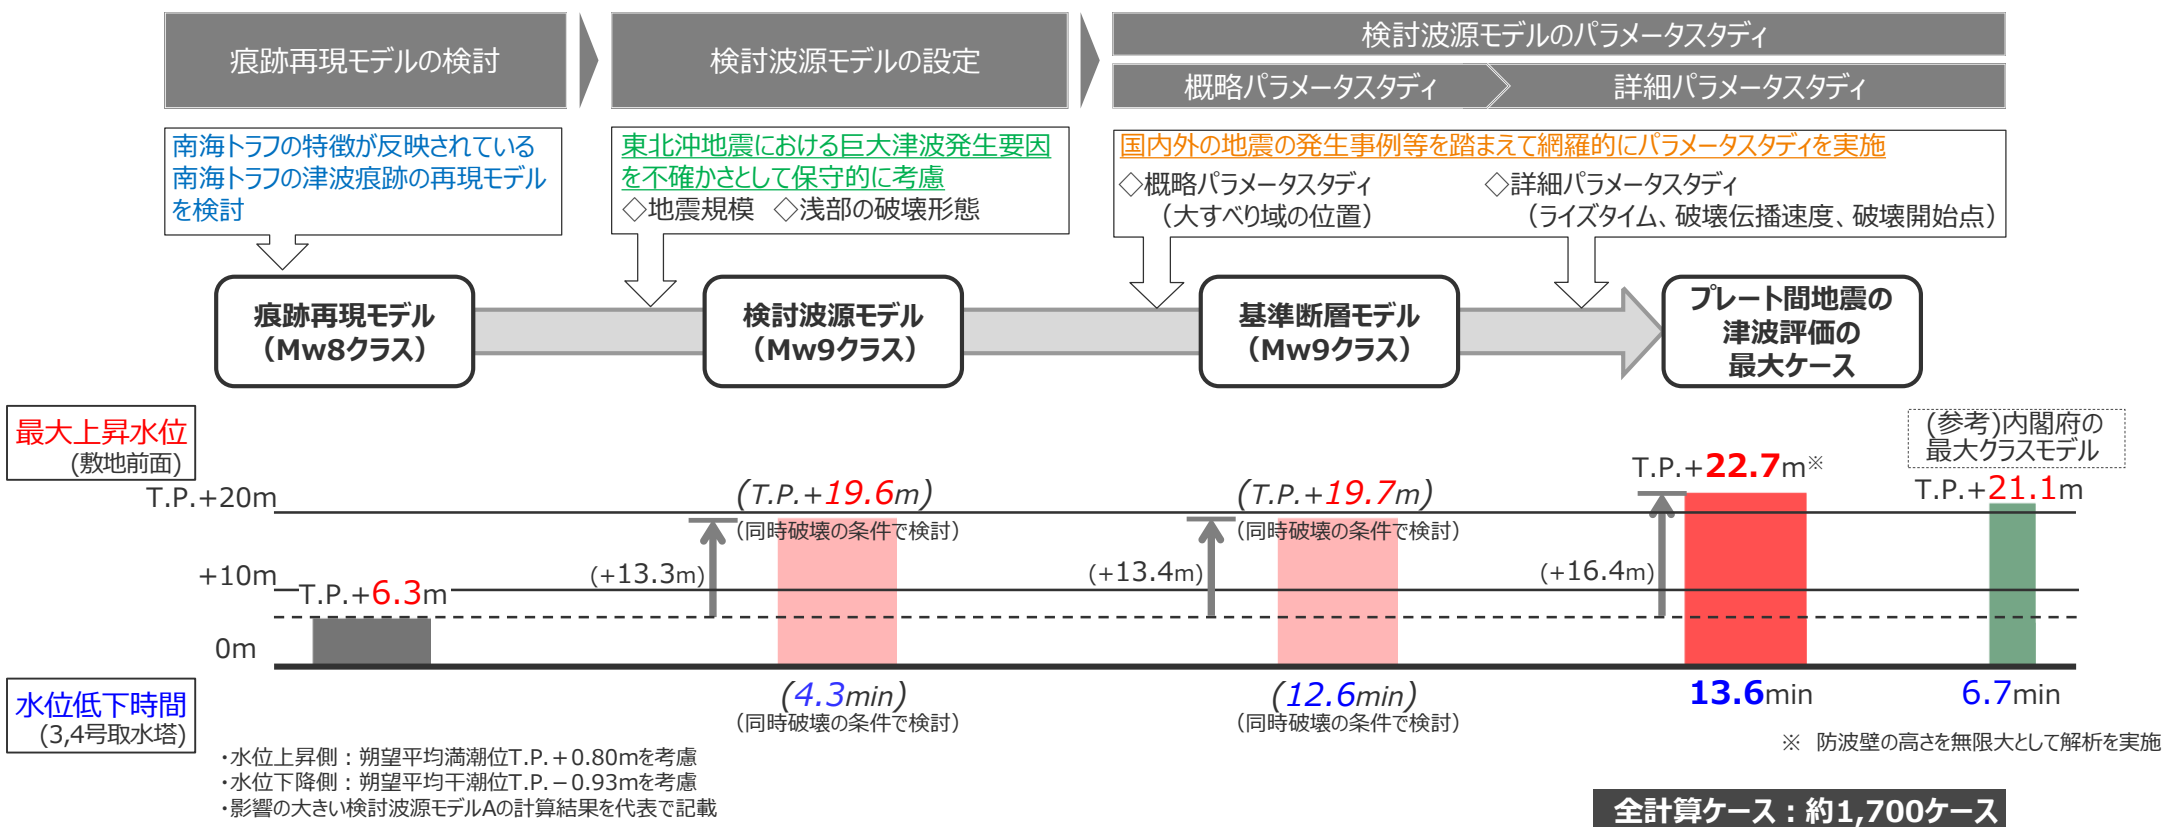 痕跡再現モデルの検討
検討波源モデルの設定
検討波源モデルのパラメータスタディ
概略パラメータスタディ
詳細パラメータスタディ
南海トラフの特徴が反映されている
南海トラフの津波痕跡の再現モデル
を検討
東北沖地震における巨大津波発生要因
を不確かさとして保守的に考慮
◇地震規模 ◇浅部の破壊形態
国内外の地震の発生事例等を踏まえて網羅的にパラメータスタディを実施
◇概略パラメータスタディ
（大すべり域の位置）
◇詳細パラメータスタディ
（ライズタイム、破壊伝播速度、破壊開始点）
痕跡再現モデル
（Mw8クラス）
検討波源モデル
（Mw9クラス）
基準断層モデル
（Mw9クラス）
プレート間地震の
津波評価の
最大ケース
最大上昇水位
(敷地前面)
(参考)内閣府の
最大クラスモデル
T.P.+20m
+10m
0m
T.P.+6.3m
(T.P.+19.6m)
（同時破壊の条件で検討）
(+13.3m)
(T.P.+19.7m)
（同時破壊の条件で検討）
(+13.4m)
T.P.+22.7m※
(+16.4m)
T.P.+21.1m
水位低下時間
(3,4号取水塔)
(4.3min)
（同時破壊の条件で検討）
(12.6min)
（同時破壊の条件で検討）
13.6min
6.7min
※ 防波壁の高さを無限大として解析を実施
・水位上昇側：朔望平均満潮位T.P.＋0.80mを考慮
・水位下降側：朔望平均干潮位T.P.－0.93mを考慮
・影響の大きい検討波源モデルAの計算結果を代表で記載
全計算ケース：約1,700ケース